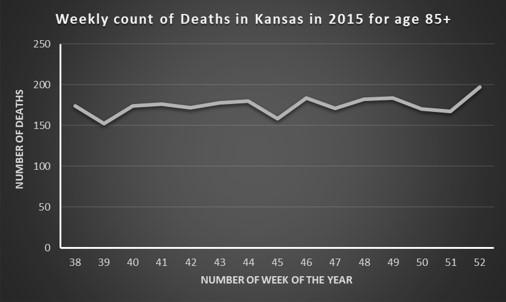 Weekly count of Deaths in Kansas in 2015 for age 85+
250
200
150
100
50
0
NUMBER OF DEATHS
38 39 40 41 42 43 44 45 46 47 48 49 50 51 52
NUMBER OF WEEK OF THE YEAR